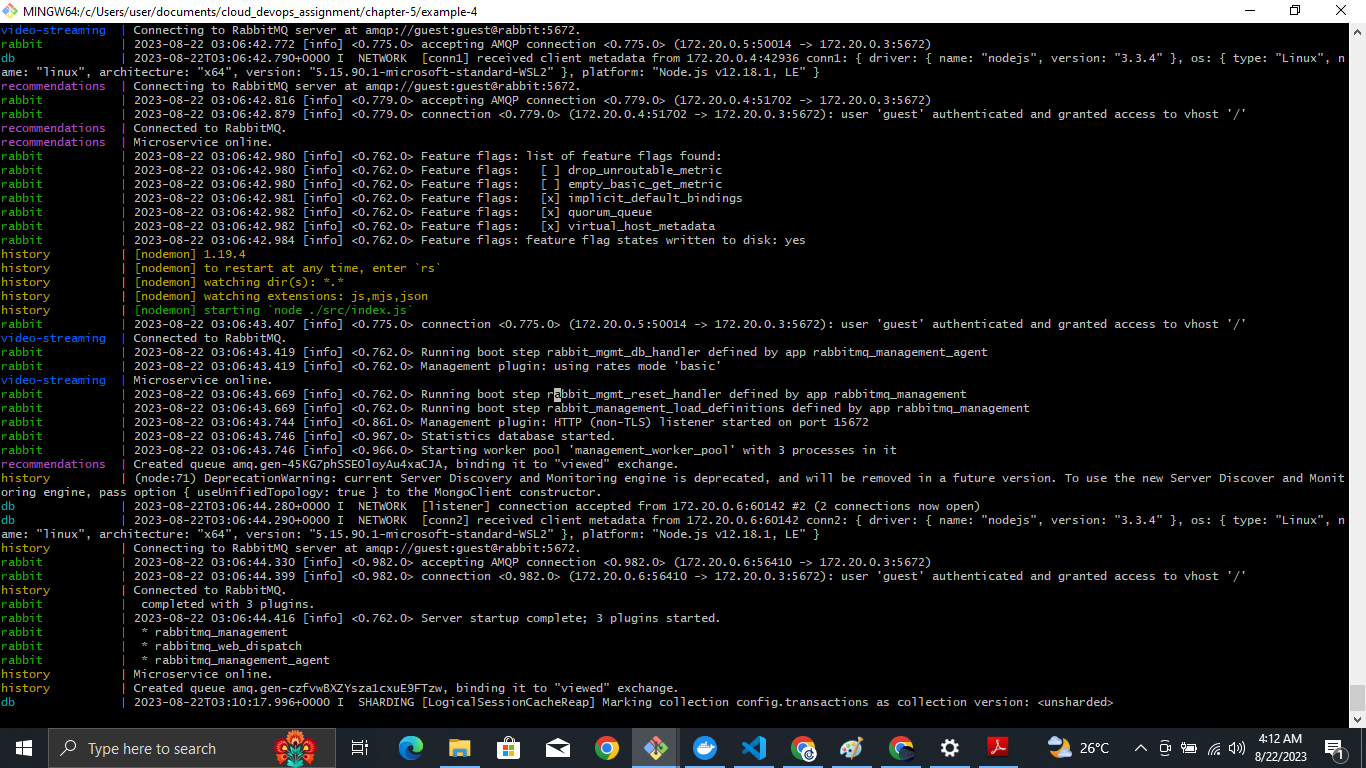 MINGW64:/c/Users/user/documents/cloud_devops_assignment/chapter-5/example-4
video-streaming | Connecting to RabbitMQ server at amqp://guest:guest@rabbit:5672.
rabbit | 2023-08-22 03:06:42.772 [info] <0.775.0> accepting AMQP connection <0.775.0> (172.20.0.5:50014 -> 172.20.0.3:5672)
db | 2023-08-22T03:06:42.790+0000 I NETWORK [conn1] received client metadata from 172.20.0.4:42936 conn1: { driver: { name: "nodejs", version: "3.3.4" }, os: { type: "Linux", n
ame: "linux", architecture: "x64", version: "5.15.90.1-microsoft-standard-WSL2" }, platform: "Node.js v12.18.1, LE" }
recommendations | Connecting to RabbitMQ server at amqp://guest:guest@rabbit:5672.
rabbit | 2023-08-22 03:06:42.816 [info] <0.779.0> accepting AMQP connection <0.779.0> (172.20.0.4:51702 -> 172.20.0.3:5672)
rabbit | 2023-08-22 03:06:42.879 [info] <0.779.0> connection <0.779.0> (172.20.0.4:51702 -> 172.20.0.3:5672): user 'guest' authenticated and granted access to vhost '/'
recommendations | Connected to RabbitMQ.
recommendations | Microservice online.
rabbit | 2023-08-22 03:06:42.980 [info] <0.762.0> Feature flags: list of feature flags found:
rabbit | 2023-08-22 03:06:42.980 [info] <0.762.0> Feature flags: [ ] drop_unroutable_metric
rabbit | 2023-08-22 03:06:42.980 [info] <0.762.0> Feature flags: [ ] empty_basic_get_metric
rabbit | 2023-08-22 03:06:42.981 [info] <0.762.0> Feature flags: [x] implicit_default_bindings
rabbit | 2023-08-22 03:06:42.982 [info] <0.762.0> Feature flags: [x] quorum_queue
rabbit | 2023-08-22 03:06:42.982 [info] <0.762.0> Feature flags: [x] virtual_host_metadata
rabbit | 2023-08-22 03:06:42.984 [info] <0.762.0> Feature flags: feature flag states written to disk: yes
history | [nodemon] 1.19.4
history | [nodemon] to restart at any time, enter `rs`
history | [nodemon] watching dir(s): *.*
history | [nodemon] watching extensions: js,mjs,json
history | [nodemon] starting `node ./src/index.js`
rabbit | 2023-08-22 03:06:43.407 [info] <0.775.0> connection <0.775.0> (172.20.0.5:50014 -> 172.20.0.3:5672): user 'guest' authenticated and granted access to vhost '/'
video-streaming | Connected to RabbitMQ.
rabbit | 2023-08-22 03:06:43.419 [info] <0.762.0> Running boot step rabbit_mgmt_db_handler defined by app rabbitmq_management_agent
rabbit | 2023-08-22 03:06:43.419 [info] <0.762.0> Management plugin: using rates mode 'basic'
video-streaming | Microservice online.
rabbit | 2023-08-22 03:06:43.669 [info] <0.762.0> Running boot step rabbit_mgmt_reset_handler defined by app rabbitmq_management
rabbit | 2023-08-22 03:06:43.669 [info] <0.762.0> Running boot step rabbit_management_load_definitions defined by app rabbitmq_management
rabbit | 2023-08-22 03:06:43.744 [info] <0.861.0> Management plugin: HTTP (non-TLS) listener started on port 15672
rabbit | 2023-08-22 03:06:43.746 [info] <0.967.0> Statistics database started.
rabbit | 2023-08-22 03:06:43.746 [info] <0.966.0> Starting worker pool 'management_worker_pool' with 3 processes in it
recommendations | Created queue amq.gen-45KG7phSSEOloyAu4xaCJA, binding it to "viewed" exchange.
history | (node:71) DeprecationWarning: current Server Discovery and Monitoring engine is deprecated, and will be removed in a future version. To use the new Server Discover and Monit
oring engine, pass option { useUnifiedTopology: true } to the MongoClient constructor.
db | 2023-08-22T03:06:44.280+0000 I NETWORK [listener] connection accepted from 172.20.0.6:60142 #2 (2 connections now open)
db | 2023-08-22T03:06:44.290+0000 I NETWORK [conn2] received client metadata from 172.20.0.6:60142 conn2: { driver: { name: "nodejs", version: "3.3.4" }, os: { type: "Linux", n
ame: "linux", architecture: "x64", version: "5.15.90.1-microsoft-standard-WSL2" }, platform: "Node.js v12.18.1, LE" }
history | Connecting to RabbitMQ server at amqp://guest:guest@rabbit:5672.
rabbit | 2023-08-22 03:06:44.330 [info] <0.982.0> accepting AMQP connection <0.982.0> (172.20.0.6:56410 -> 172.20.0.3:5672)
rabbit | 2023-08-22 03:06:44.399 [info] <0.982.0> connection <0.982.0> (172.20.0.6:56410 -> 172.20.0.3:5672): user 'guest' authenticated and granted access to vhost '/'
history | Connected to RabbitMQ.
rabbit | completed with 3 plugins.
rabbit | 2023-08-22 03:06:44.416 [info] <0.762.0> Server startup complete; 3 plugins started.
rabbit | * rabbitmq_management
rabbit | * rabbitmq_web_dispatch
rabbit | * rabbitmq_management_agent
history | Microservice online.
history | Created queue amq.gen-czfvwBXZYsza1cxuE9FTzw, binding it to "viewed" exchange.
db | 2023-08-22T03:10:17.996+0000 I SHARDING [LogicalSessionCacheReap] Marking collection config.transactions as collection version: <unsharded>
Type here to search
26°C
4:12 AM
8/22/2023
1